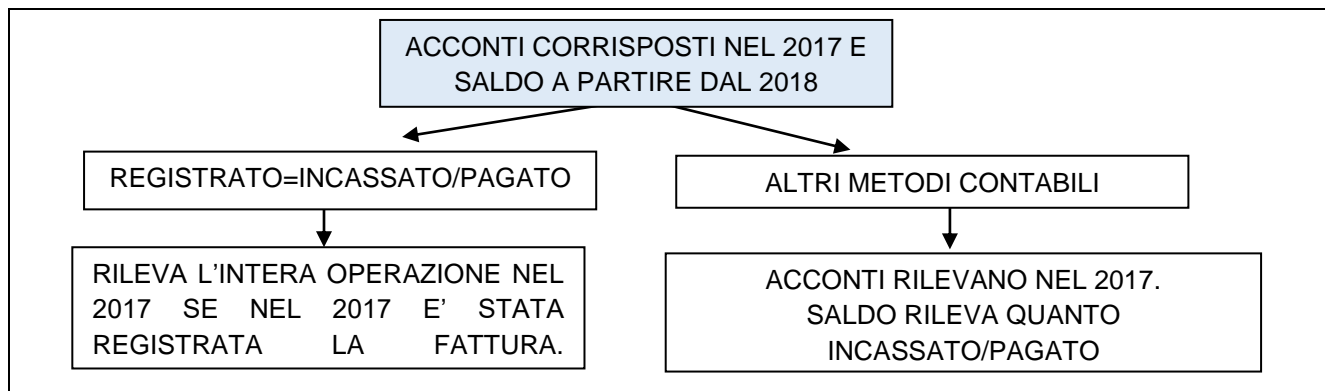 ACCONTI CORRISPOSTI NEL 2017 E
SALDO A PARTIRE DAL 2018
REGISTRATO=INCASSATO/PAGATO
ALTRI METODI CONTABILI
RILEVA L’INTERA OPERAZIONE NEL
2017 SE NEL 2017 E’ STATA
REGISTRATA LA FATTURA.
ACCONTI RILEVANO NEL 2017.
SALDO RILEVA QUANTO
INCASSATO/PAGATO